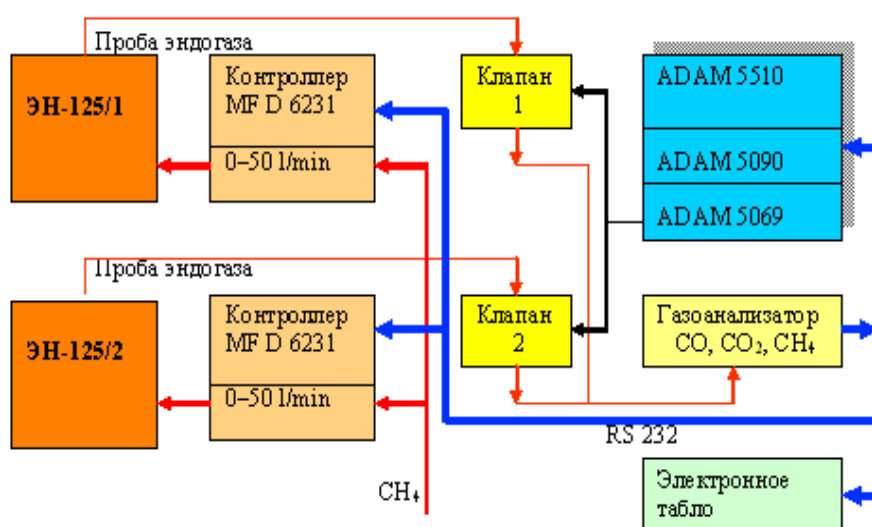 Проба эндогаза
ЭН-125/1
Контроллер
MF D 6231
0–50 l/min
Клапан
1
ADAM 5510
ADAM 5090
ADAM 5069
Проба эндогаза
ЭН-125/2
Контроллер
MF D 6231
0–50 l/min
Клапан
2
Газоанализатор
CO, CO₂, CH₄
RS 232
CH₄
Электронное
табло